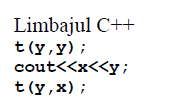 Limbajul C++
t(y,y);
cout<<x<<y;
t(y,x);